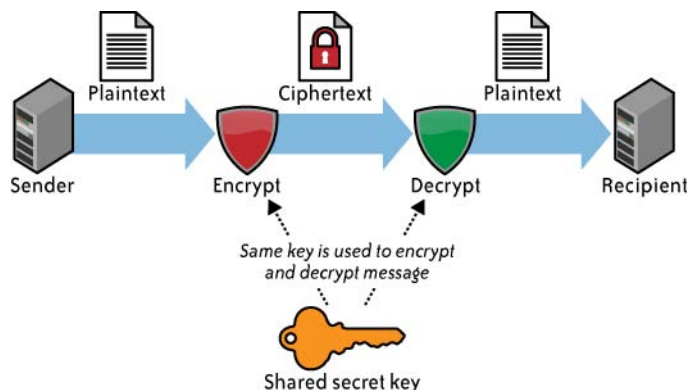 Plaintext
Ciphertext
Plaintext
Sender
Encrypt
Decrypt
Recipient
Same key is used to encrypt
and decrypt message
Shared secret key